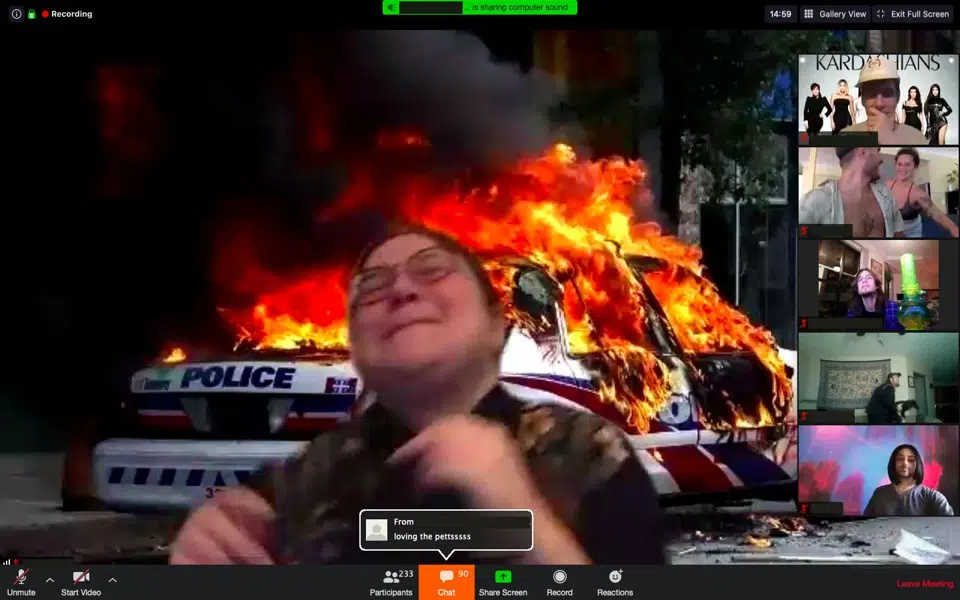 Recording
... is sharing computer sound
14:59
Gallery View
Exit Full Screen
KARDASHIANS
POLICE
From
loving the pettsssss
Unmute
Start Video
Participants
233
Chat
90
Share Screen
Record
Reactions
Leave Meeting